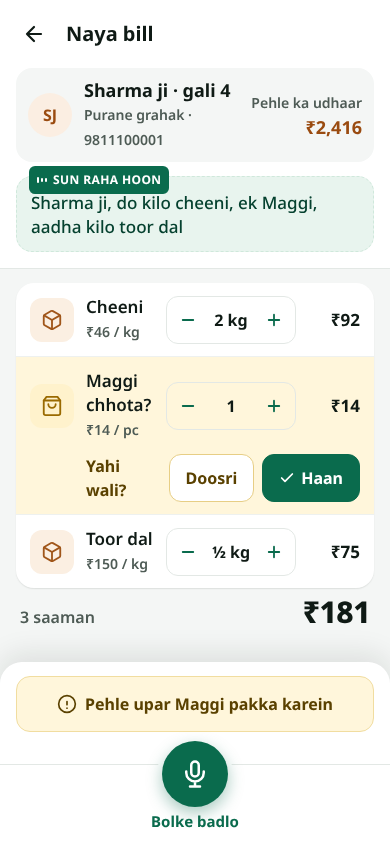 Naya bill
SJ
Sharma ji · gali 4
Purane grahak ·
9811100001
Pehle ka udhaar
₹2,416
SUN RAHA HOON
Sharma ji, do kilo cheeni, ek Maggi,
aadha kilo toor dal
Cheeni
₹46 / kg
− 2 kg +
₹92
Maggi
chhota?
₹14 / pc
− 1 +
₹14
Yahi
wali?
Doosri
Haan
Toor dal
₹150 / kg
− ½ kg +
₹75
3 saaman
₹181
Pehle upar Maggi pakka karein
Bolke badlo